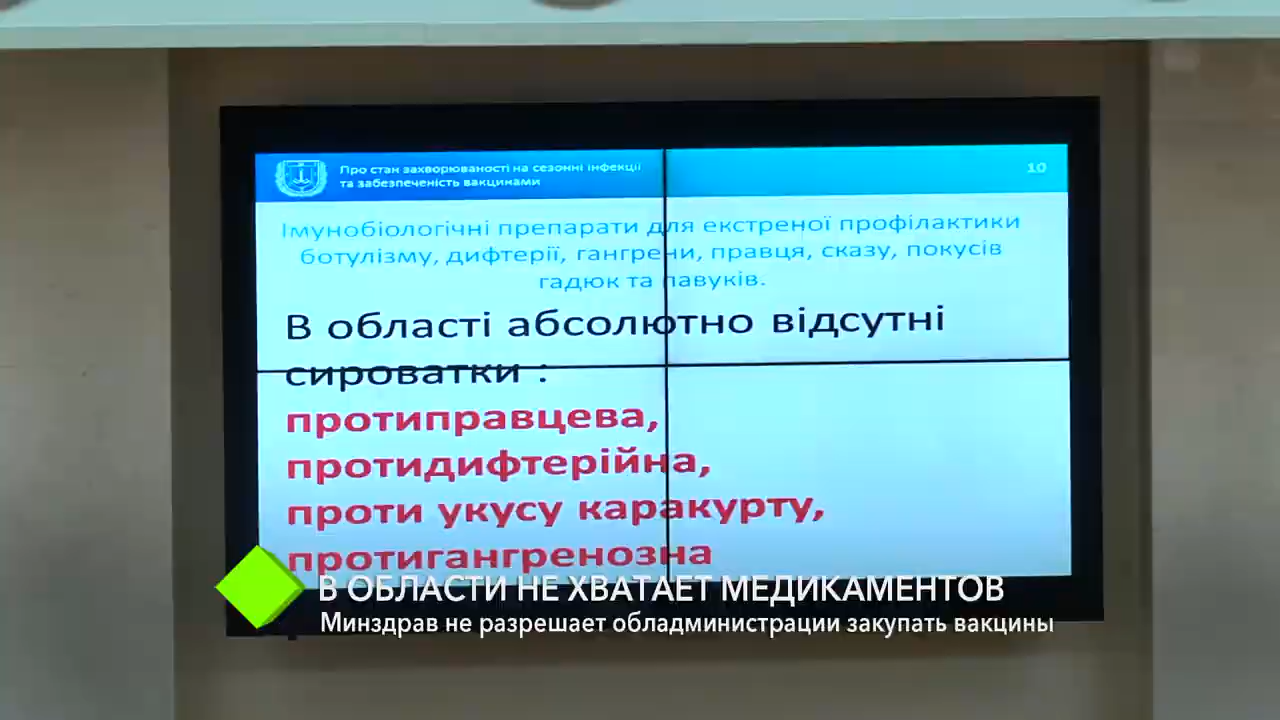 Про стан захворюваності на сезонні інфекції
та забезпеченість вакцинами
10
Імунобіологічні препарати для екстреної профілактики
ботулізму, дифтерії, гангрени, правця, сказу, покусів
гадюк та павуків.
В області абсолютно відсутні
сироватки :
протиправцева,
протидифтерійна,
проти укусу каракурту,
протигангренозна
В ОБЛАСТИ НЕ ХВАТАЕТ МЕДИКАМЕНТОВ
Минздрав не разрешает обладминистрации закупать вакцины